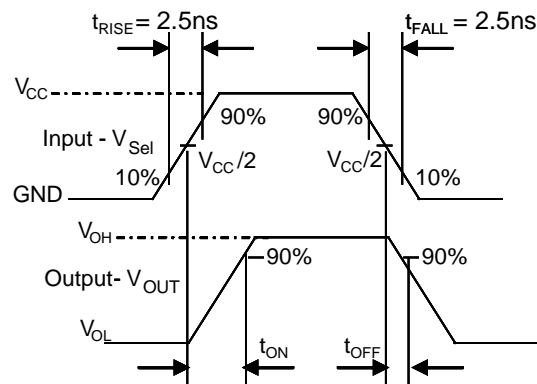 tRISE = 2.5ns
tFALL = 2.5ns
VCC
90%
90%
Input - VSel
VCC/2
VCC/2
10%
10%
GND
VOH
90%
90%
Output- VOUT
VOL
tON
tOFF